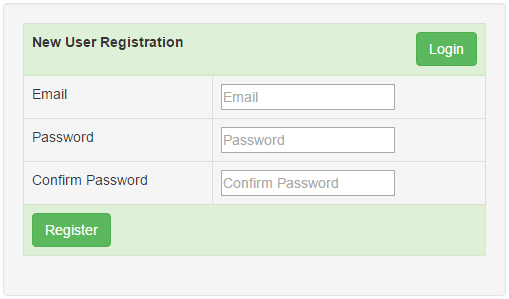 New User Registration Login
Email Email
Password Password
Confirm Password Confirm Password
Register